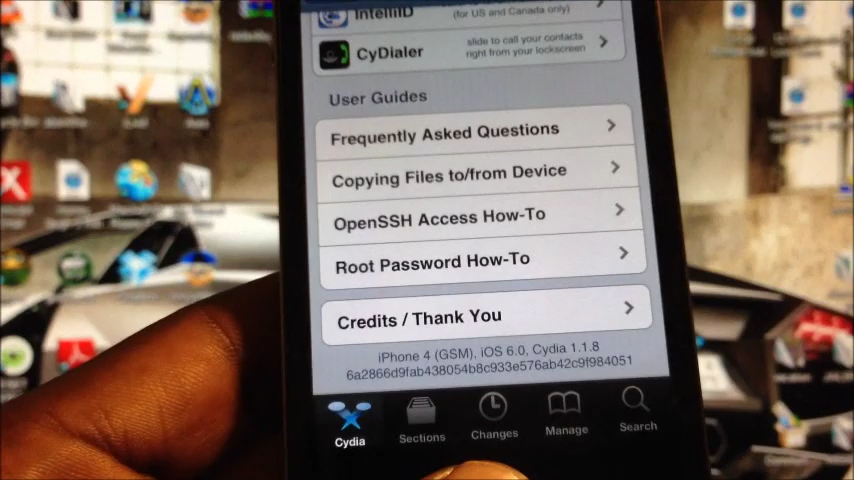 IntelliID
(for US and Canada only)
CyDialer
slide to call your contacts
right from your lockscreen
User Guides
Frequently Asked Questions
Copying Files to/from Device
OpenSSH Access How-To
Root Password How-To
Credits / Thank You
iPhone 4 (GSM), iOS 6.0, Cydia 1.1.8
6a2866d9fab438054b8c933e576ab42c9f984051
Cydia
Sections
Changes
Manage
Search